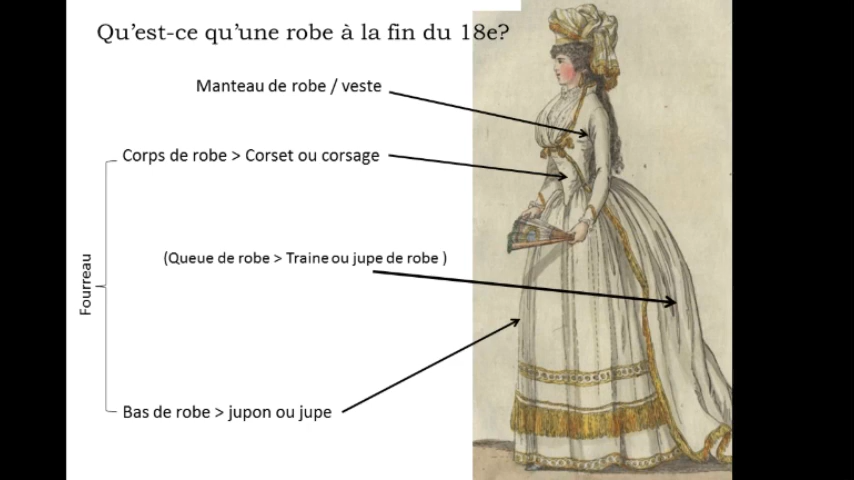 Qu’est-ce qu’une robe à la fin du 18e?
Manteau de robe / veste
Corps de robe > Corset ou corsage
(Queue de robe > Traine ou jupe de robe )
Fourreau
Bas de robe > jupon ou jupe